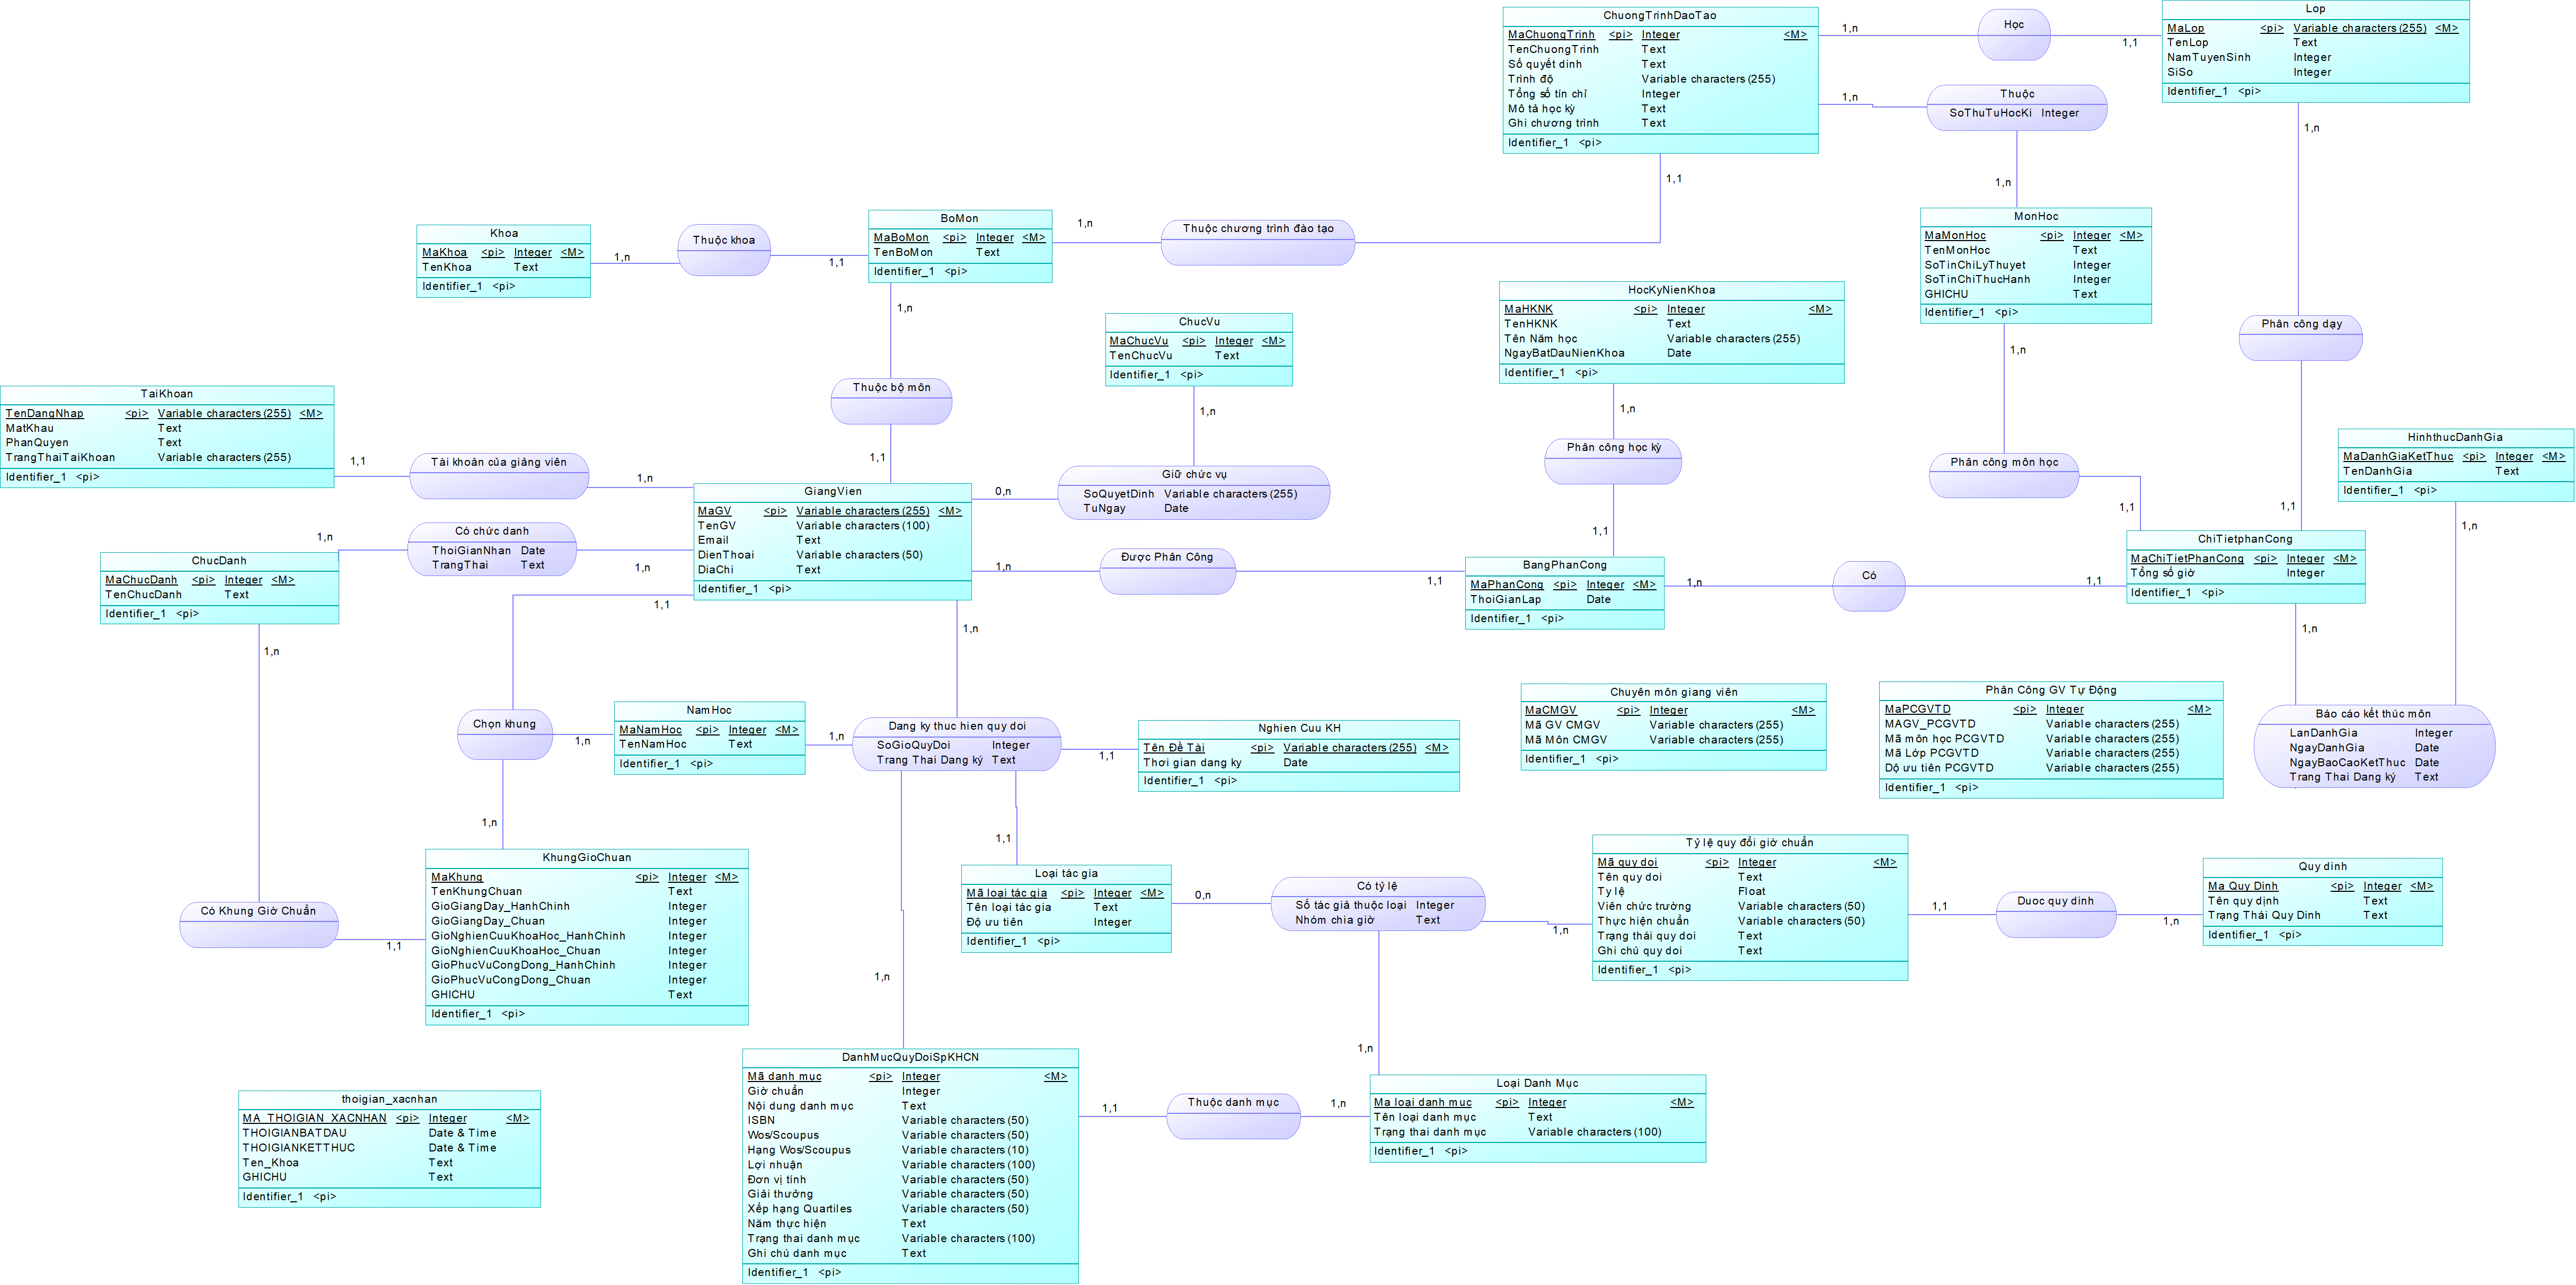 ChuongTrinhDaoTao
MaChuongTrinh <pi> Integer <M>
TenChuongTrinh Text
Số quyết dinh Text
Trình độ Variable characters (255)
Tổng số tín chỉ Integer
Mô tả học kỳ Text
Ghi chương trình Text
Identifier_1 <pi>
1,n
Học
1,1
Lop
MaLop <pi> Variable characters (255) <M>
TenLop Text
NamTuyenSinh Integer
SiSo Integer
Identifier_1 <pi>
1,n
Thuộc
SoThuTuHocKi Integer
1,n
1,n
1,1
Khoa
MaKhoa <pi> Integer <M>
TenKhoa Text
Identifier_1 <pi>
1,n
Thuộc khoa
1,1
BoMon
MaBoMon <pi> Integer <M>
TenBoMon Text
Identifier_1 <pi>
1,n
Thuộc chương trình đào tạo
MonHoc
MaMonHoc <pi> Integer <M>
TenMonHoc Text
SoTinChiLyThuyet Integer
SoTinChiThucHanh Integer
GHICHU Text
Identifier_1 <pi>
1,n
HocKyNienKhoa
MaHKNK <pi> Integer <M>
TenHKNK Text
Tên Năm học Variable characters (255)
NgayBatDauNienKhoa Date
Identifier_1 <pi>
1,n
ChucVu
MaChucVu <pi> Integer <M>
TenChucVu Text
Identifier_1 <pi>
1,n
Phân công dạy
1,n
Thuộc bộ môn
1,1
TaiKhoan
TenDangNhap <pi> Variable characters (255) <M>
MatKhau Text
PhanQuyen Text
TrangThaiTaiKhoan Variable characters (255)
Identifier_1 <pi>
1,1
Tài khoản của giảng viên
1,n
Phân công học kỳ
1,1
Phân công môn học
1,1
1,1
HinhthucDanhGia
MaDanhGiaKetThuc <pi> Integer <M>
TenDanhGia Text
Identifier_1 <pi>
1,n
GiangVien
MaGV <pi> Variable characters (255) <M>
TenGV Variable characters (100)
Email Text
DienThoai Variable characters (50)
DiaChi Text
Identifier_1 <pi>
0,n
Giữ chức vụ
SoQuyetDinh Variable characters (255)
TuNgay Date
1,n
Có chức danh
ThoiGianNhan Date
TrangThai Text
1,n
ChucDanh
MaChucDanh <pi> Integer <M>
TenChucDanh Text
Identifier_1 <pi>
1,n
1,1
1,n
1,n
Được Phân Công
1,1
BangPhanCong
MaPhanCong <pi> Integer <M>
ThoiGianLap Date
Identifier_1 <pi>
1,n
Có
1,1
ChiTietphanCong
MaChiTietPhanCong <pi> Integer <M>
Tổng số giờ Integer
Identifier_1 <pi>
1,n
Chọn khung
1,n
NamHoc
MaNamHoc <pi> Integer <M>
TenNamHoc Text
Identifier_1 <pi>
1,n
Dang ky thuc hien quy doi
SoGioQuyDoi Integer
Trang Thai Dang ký Text
1,1
Nghien Cuu KH
Tên Đề Tài <pi> Variable characters (255) <M>
Thơi gian dang ky Date
Identifier_1 <pi>
Chuyên môn giang viên
MaCMGV <pi> Integer <M>
Mã GV CMGV Variable characters (255)
Mã Môn CMGV Variable characters (255)
Identifier_1 <pi>
Phân Công GV Tự Động
MaPCGVTD <pi> Integer <M>
MAGV_PCGVTD Variable characters (255)
Mã môn học PCGVTD Variable characters (255)
Mã Lớp PCGVTD Variable characters (255)
Dộ ưu tiên PCGVTD Variable characters (255)
Identifier_1 <pi>
Báo cáo kết thúc môn
LanDanhGia Integer
NgayDanhGia Date
NgayBaoCaoKetThuc Date
Trang Thai Dang ký Text
1,n
1,1
1,n
KhungGioChuan
MaKhung <pi> Integer <M>
TenKhungChuan Text
GioGiangDay_HanhChinh Integer
GioGiangDay_Chuan Integer
GioNghienCuuKhoaHoc_HanhChinh Integer
GioNghienCuuKhoaHoc_Chuan Integer
GioPhucVuCongDong_HanhChinh Integer
GioPhucVuCongDong_Chuan Integer
GHICHU Text
Identifier_1 <pi>
Có Khung Giờ Chuẩn
1,1
Loại tác gia
Mã loại tác gia <pi> Integer <M>
Tên loại tác gia Text
Độ ưu tiên Integer
Identifier_1 <pi>
0,n
Có tỷ lệ
Số tác giả thuộc loại Integer
Nhóm chia giờ Text
1,n
1,n
Tỷ lệ quy đổi giờ chuẩn
Mã quy doi <pi> Integer <M>
Tên quy doi Text
Ty lệ Float
Viên chức trường Variable characters (50)
Thực hiện chuẩn Variable characters (50)
Trạng thái quy doi Text
Ghi chú quy doi Text
Identifier_1 <pi>
1,1
Duoc quy dinh
1,n
Quy dinh
Ma Quy Dinh <pi> Integer <M>
Tên quy dịnh Text
Trạng Thái Quy Dinh Text
Identifier_1 <pi>
DanhMucQuyDoiSpKHCN
Mã danh muc <pi> Integer <M>
Giờ chuẩn Integer
Nội dung danh mục Text
ISBN Variable characters (50)
Wos/Scoupus Variable characters (50)
Hạng Wos/Scoupus Variable characters (10)
Lợi nhuận Variable characters (100)
Đơn vị tính Variable characters (50)
Giải thưởng Variable characters (50)
Xếp hạng Quartiles Variable characters (50)
Năm thực hiện Text
Trạng thai danh mục Variable characters (100)
Ghi chú danh mục Text
Identifier_1 <pi>
1,1
Thuộc danh mục
1,n
Loại Danh Mục
Ma loại danh mục <pi> Integer <M>
Tên loại danh mục Text
Trạng thai danh mục Variable characters (100)
Identifier_1 <pi>
thoigian_xacnhan
MA_THOIGIAN_XACNHAN <pi> Integer <M>
THOIGIANBATDAU Date & Time
THOIGIANKETTHUC Date & Time
Ten_Khoa Text
GHICHU Text
Identifier_1 <pi>